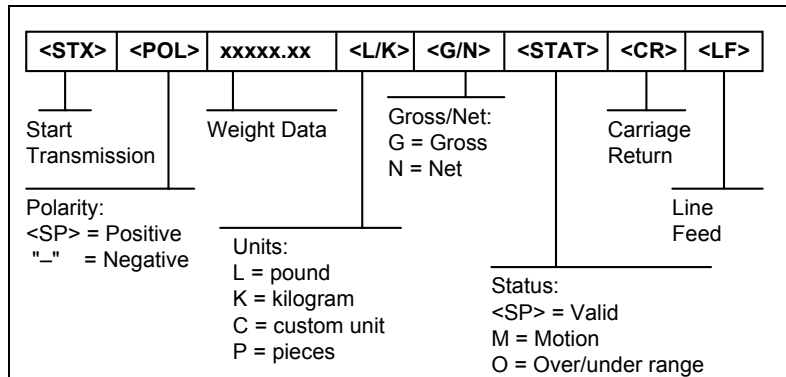 <STX> <POL> xxxxx.xx <L/K> <G/N> <STAT> <CR> <LF>
Start
Transmission
Weight Data
Gross/Net:
G = Gross
N = Net
Carriage
Return
Polarity:
<SP> = Positive
"–" = Negative
Line
Feed
Units:
L = pound
K = kilogram
C = custom unit
P = pieces
Status:
<SP> = Valid
M = Motion
O = Over/under range